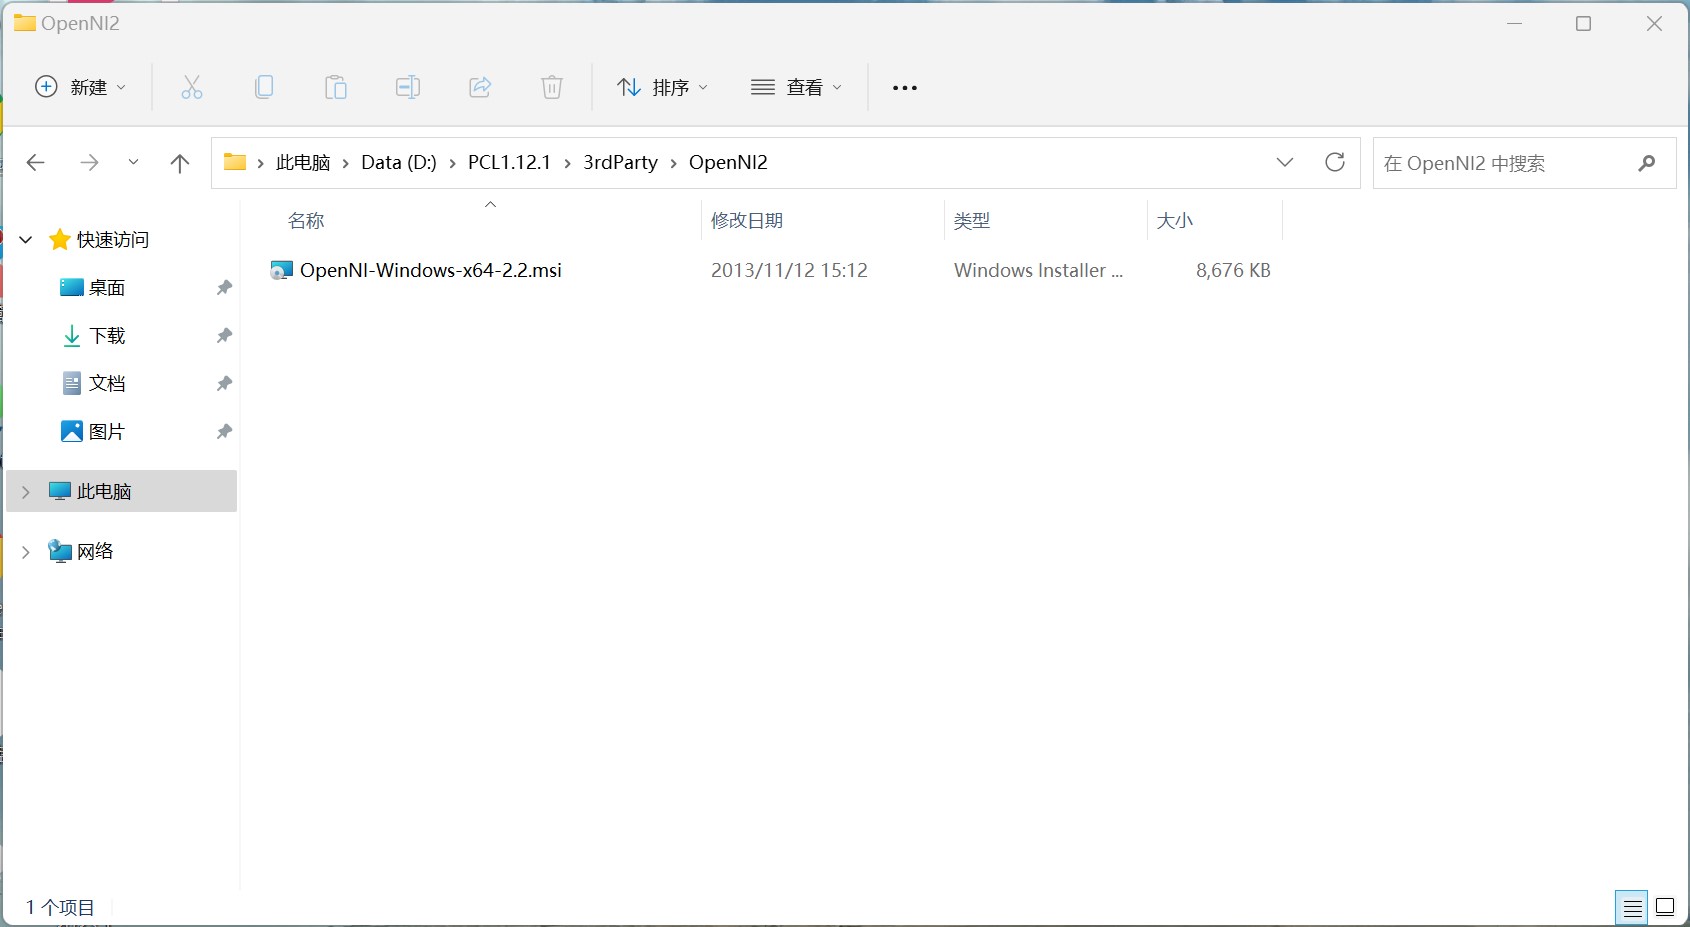 OpenNI2
新建
排序
查看
此电脑 Data (D:) PCL1.12.1 3rdParty OpenNI2
在 OpenNI2 中搜索
名称 修改日期 类型 大小
OpenNI-Windows-x64-2.2.msi 2013/11/12 15:12 Windows Installer ... 8,676 KB
快速访问
桌面
下载
文档
图片
此电脑
网络
1 个项目